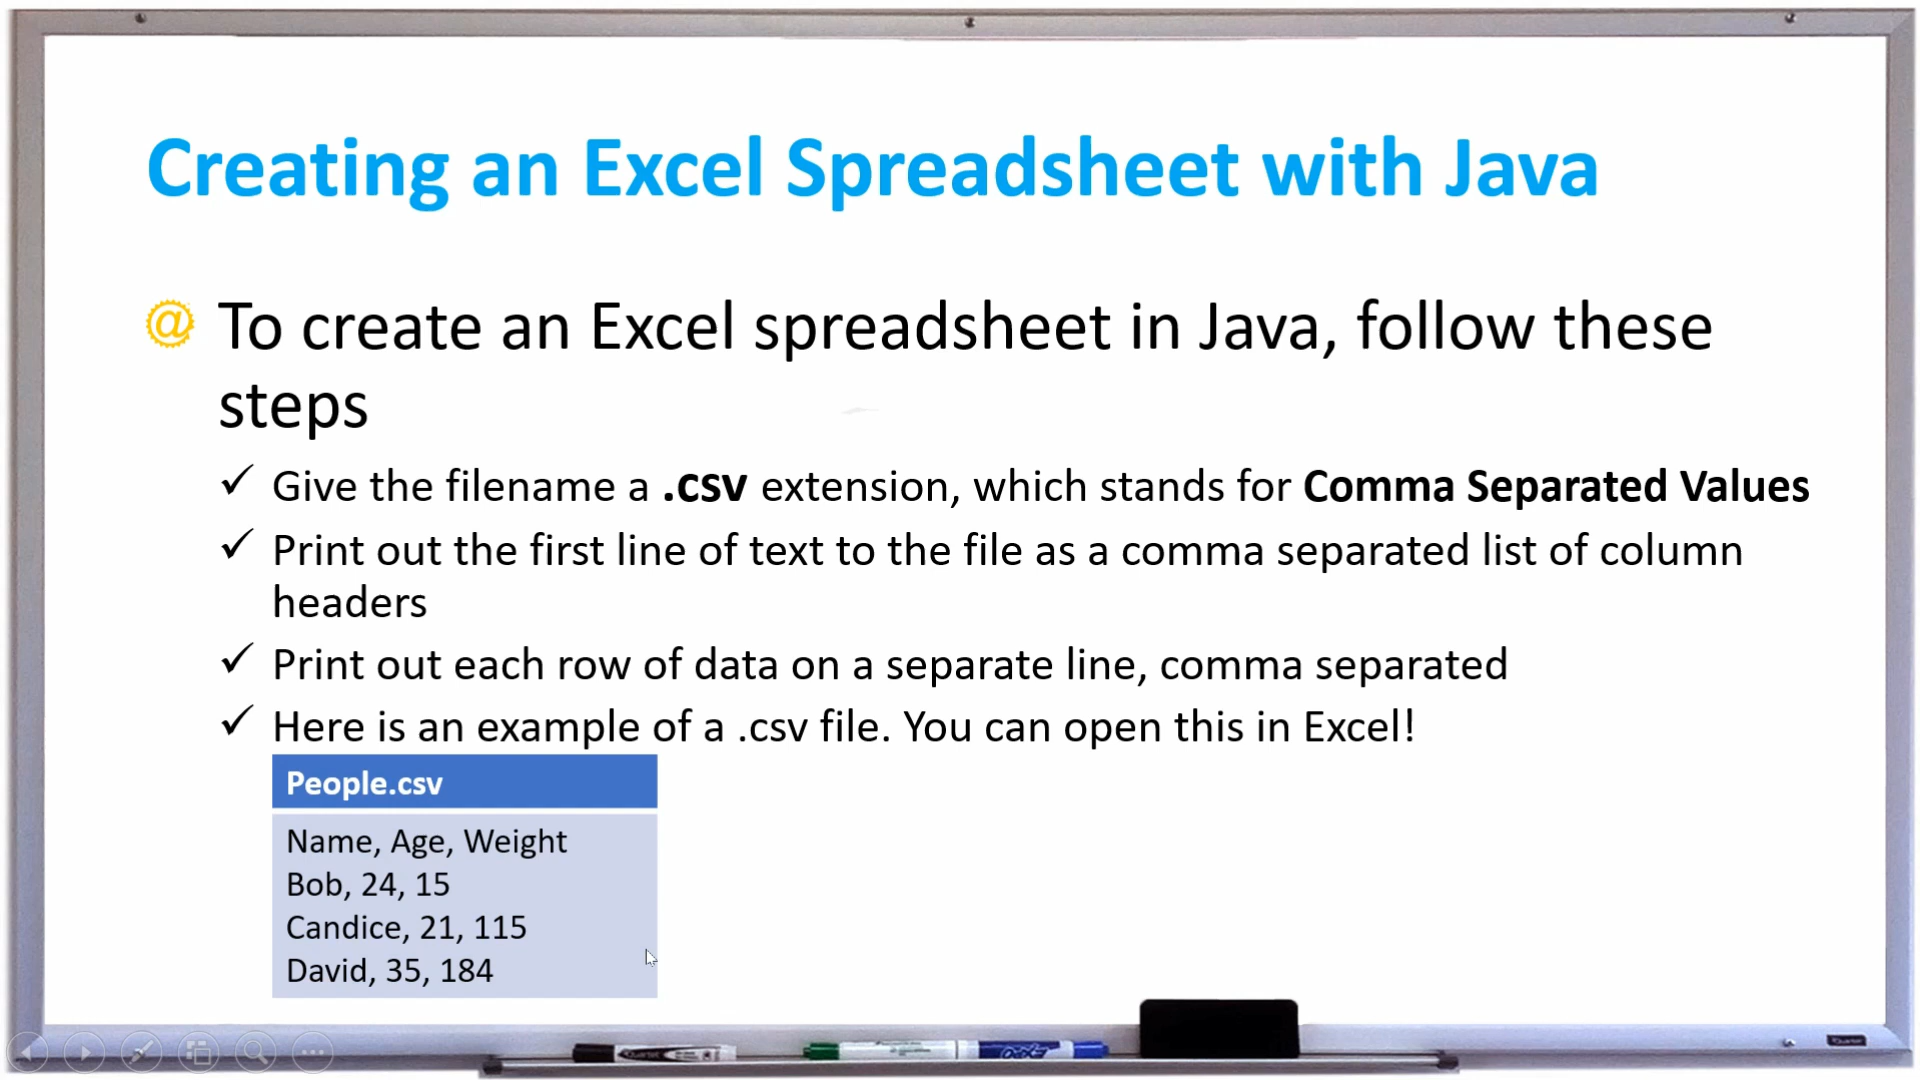 Creating an Excel Spreadsheet with Java
@ To create an Excel spreadsheet in Java, follow these
steps
✓ Give the filename a .csv extension, which stands for Comma Separated Values
✓ Print out the first line of text to the file as a comma separated list of column
headers
✓ Print out each row of data on a separate line, comma separated
✓ Here is an example of a .csv file. You can open this in Excel!
People.csv
Name, Age, Weight
Bob, 24, 15
Candice, 21, 115
David, 35, 184
Quartet